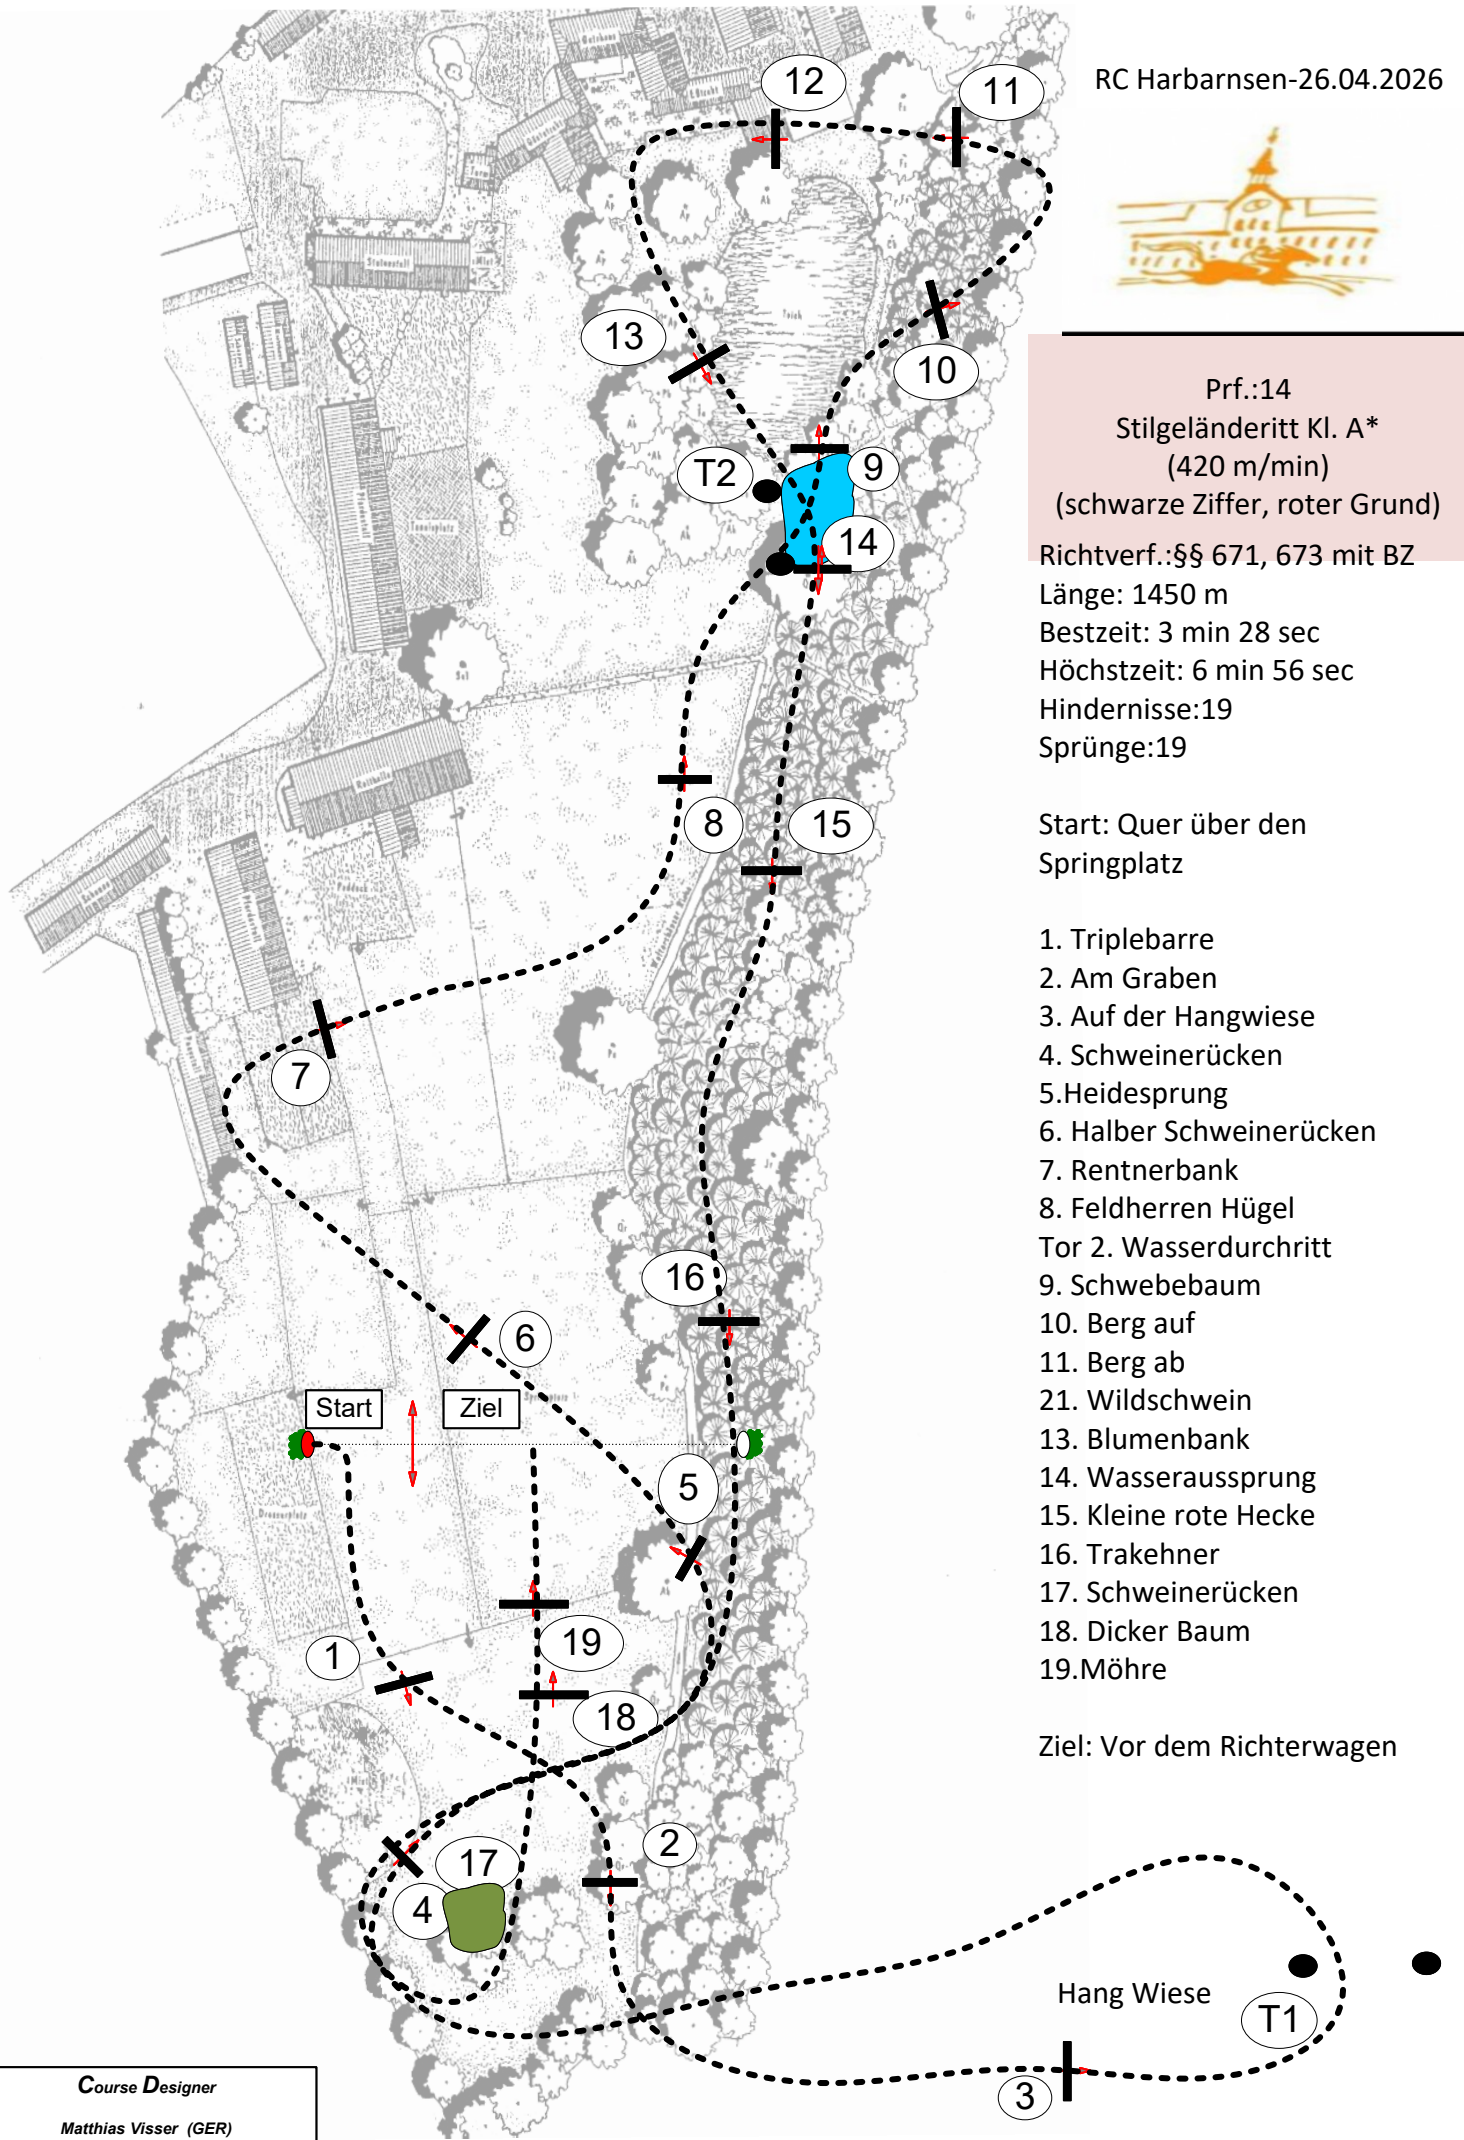 RC Harbarnsen-26.04.2026
Prf.:14
Stilgeländeritt Kl. A*
(420 m/min)
(schwarze Ziffer, roter Grund)
Richtverf.:§§ 671, 673 mit BZ
Länge: 1450 m
Bestzeit: 3 min 28 sec
Höchstzeit: 6 min 56 sec
Hindernisse:19
Sprünge:19
Start: Quer über den
Springplatz
1. Triplebarre
2. Am Graben
3. Auf der Hangwiese
4. Schweinerücken
5.Heidesprung
6. Halber Schweinerücken
7. Rentnerbank
8. Feldherren Hügel
Tor 2. Wasserdurchritt
9. Schwebebaum
10. Berg auf
11. Berg ab
21. Wildschwein
13. Blumenbank
14. Wasseraussprung
15. Kleine rote Hecke
16. Trakehner
17. Schweinerücken
18. Dicker Baum
19.Möhre
Ziel: Vor dem Richterwagen
12
11
13
10
T2
9
14
Teich
8
15
7
16
6
Start
Ziel
5
1
19
18
2
17
4
Hang Wiese
T1
3
Course Designer
Matthias Visser (GER)